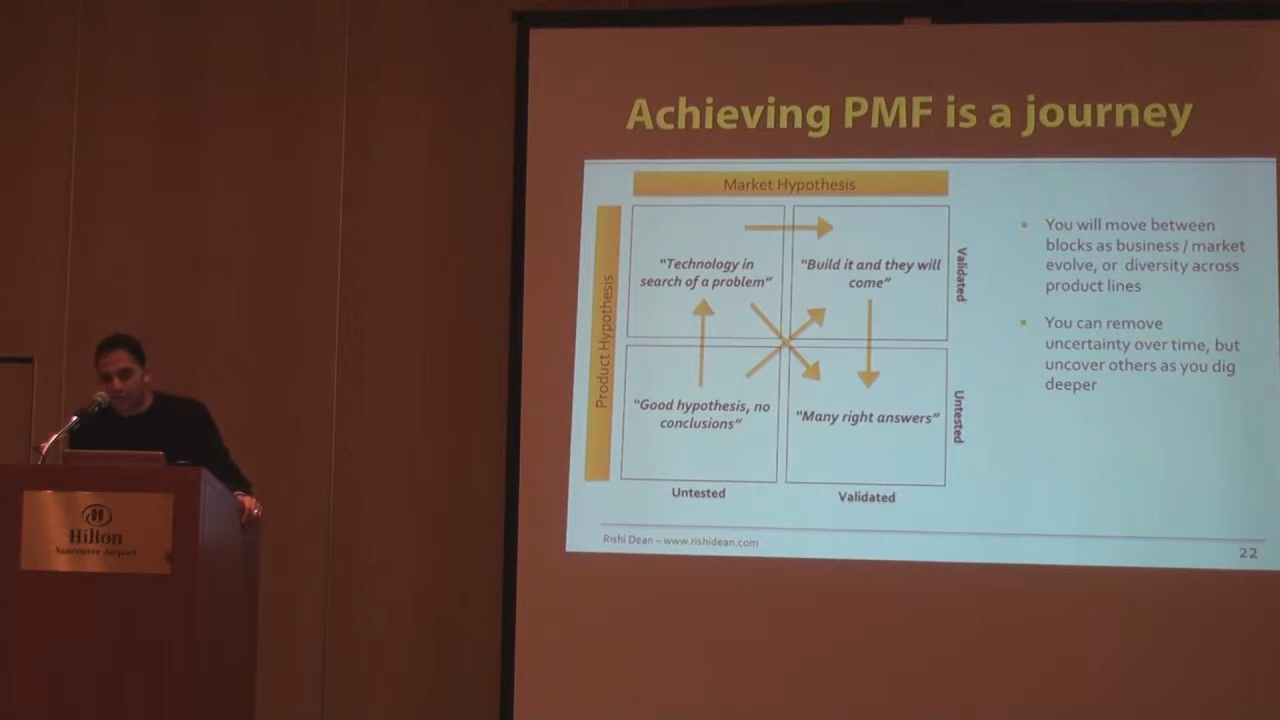 Achieving PMF is a journey
Market Hypothesis
Product Hypothesis
"Technology in
search of a problem"
"Build it and they will
come"
Validated
"Good hypothesis, no
conclusions"
"Many right answers"
Untested
Untested
Validated
• You will move between
blocks as business / market
evolve, or diversity across
product lines
• You can remove
uncertainty over time, but
uncover others as you dig
deeper
Rishi Dean – www.rishidean.com
22
Hilton
Vancouver Airport